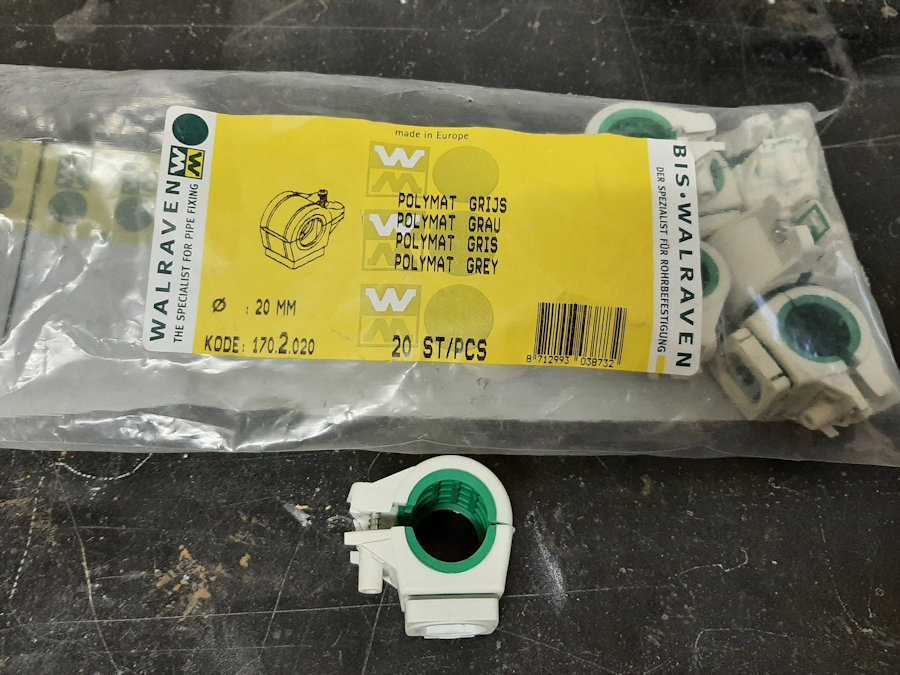 WALRAVEN
THE SPECIALIST FOR PIPE FIXING
made in Europe
POLYMAT GRIJS
POLYMAT GRAU
POLYMAT GRIS
POLYMAT GREY
Ø : 20 MM
KODE: 170.2.020
20 ST/PCS
8 712993 038732
BIS·WALRAVEN
DER SPEZIALIST FÜR ROHRBEFESTIGUNG